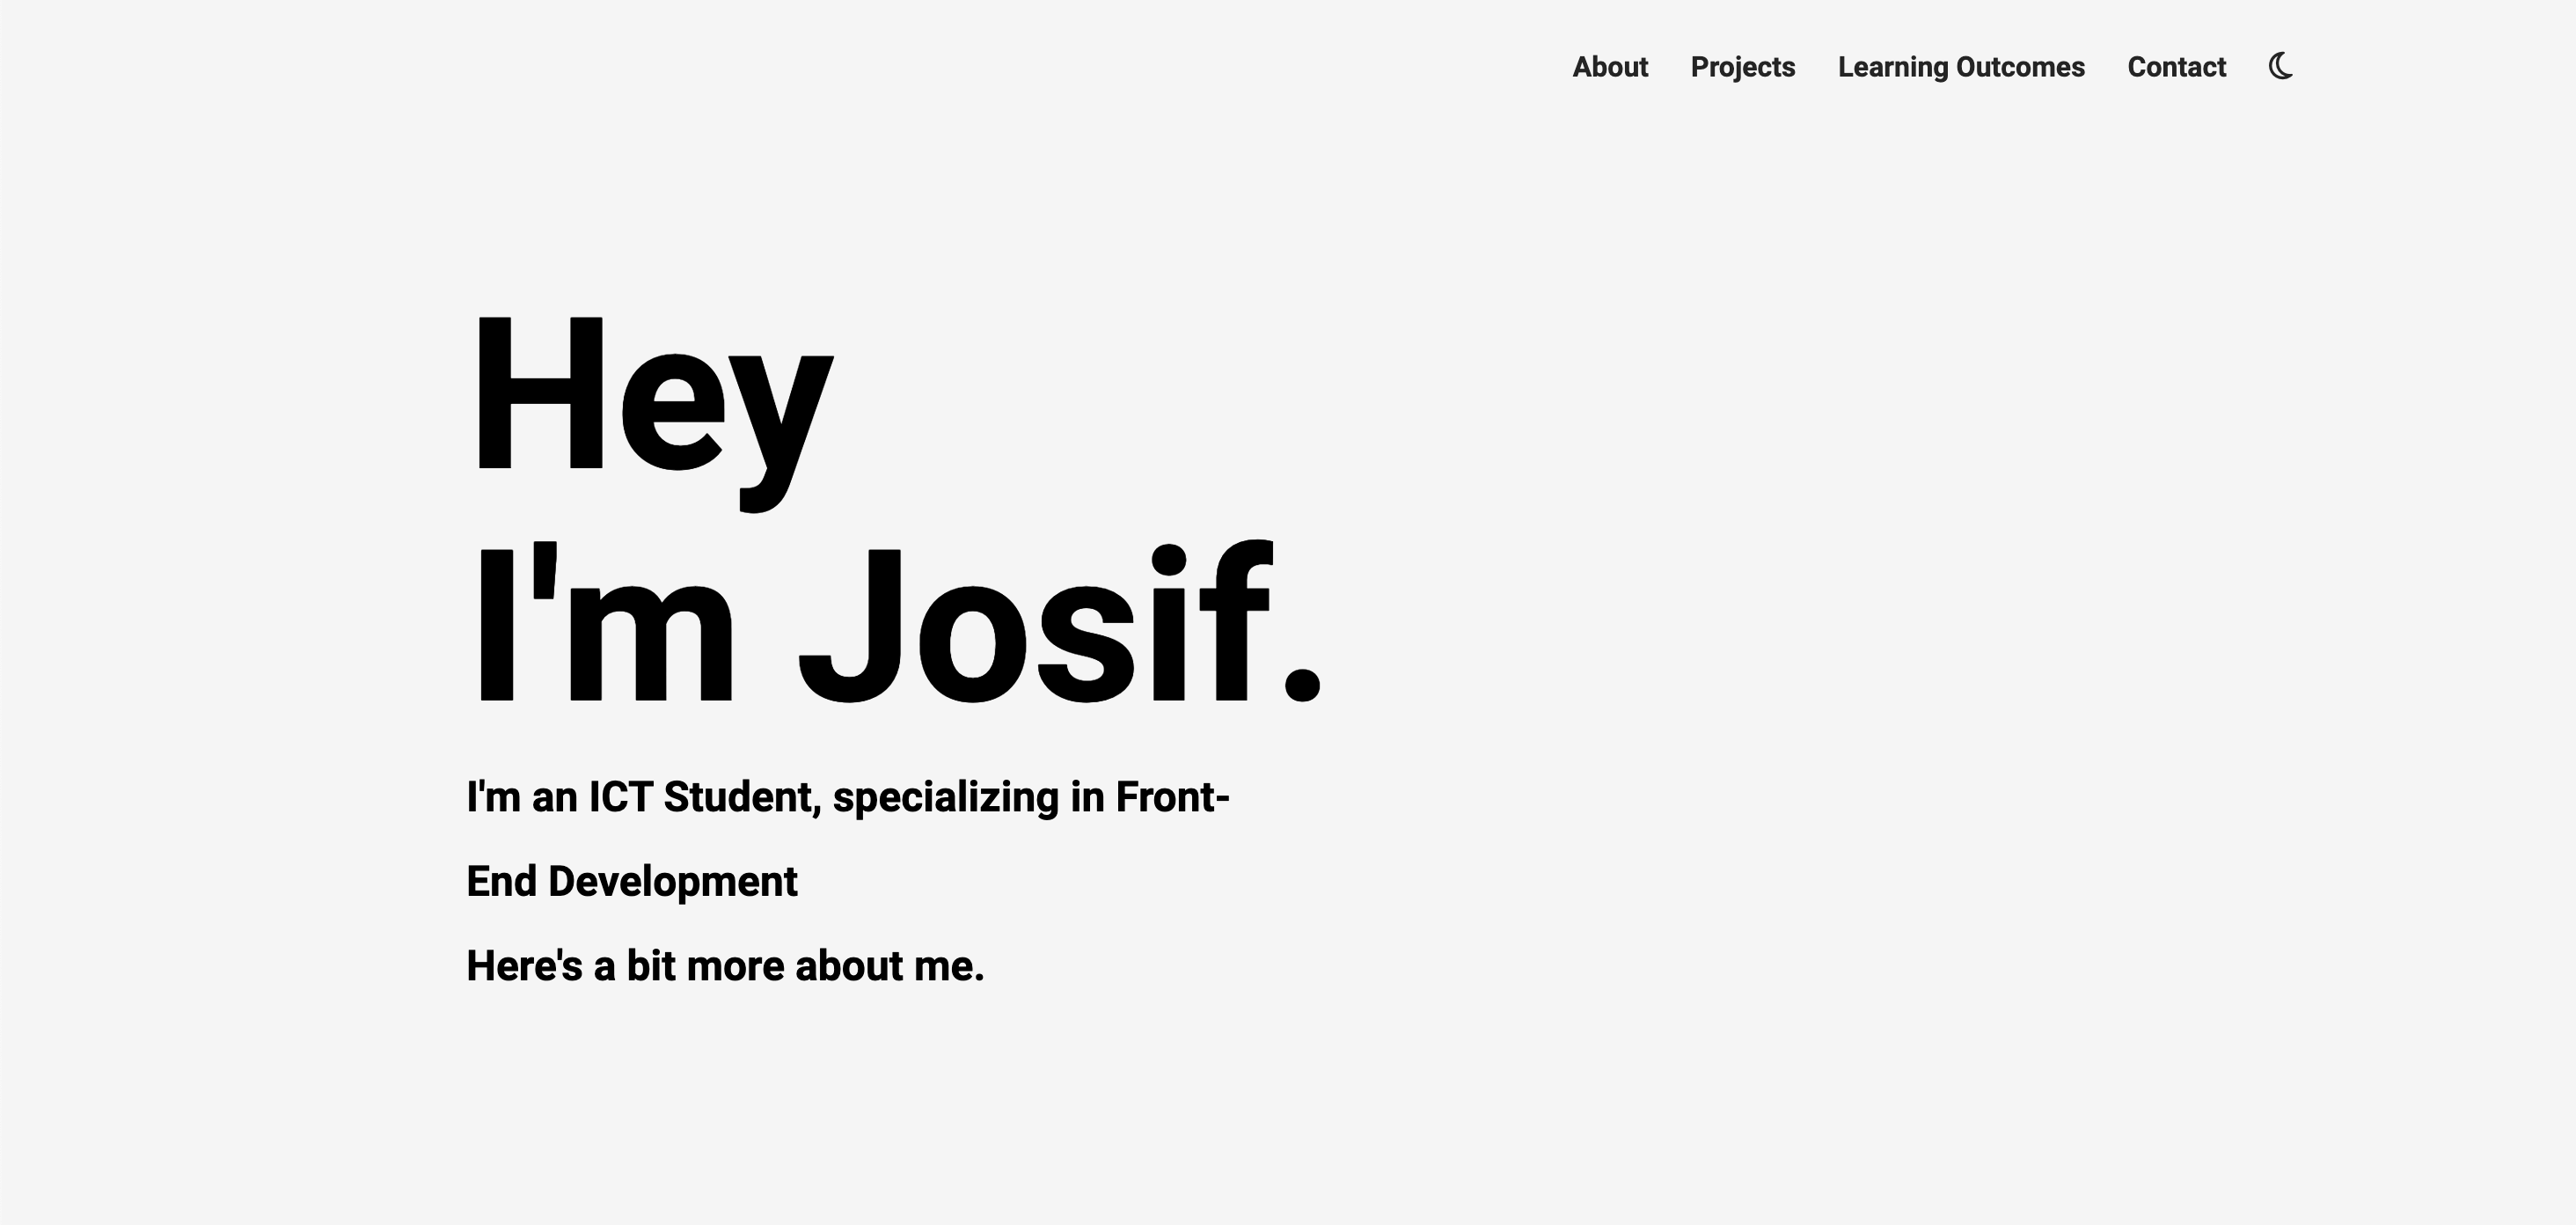 About Projects Learning Outcomes Contact
Hey
I'm Josif.
I'm an ICT Student, specializing in Front-
End Development
Here's a bit more about me.